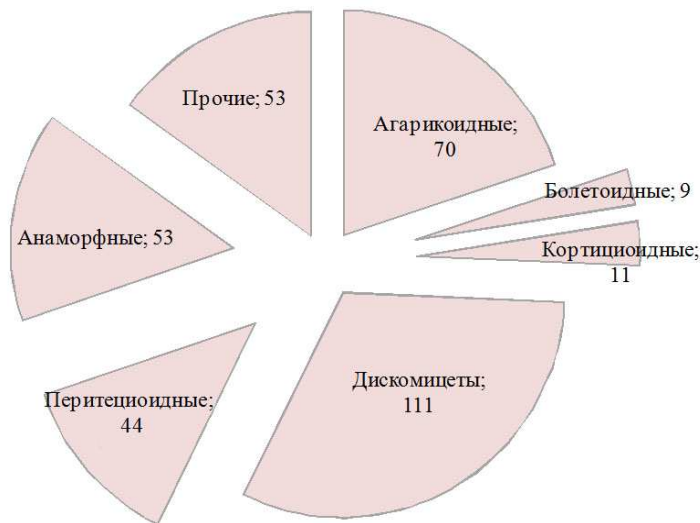 Прочие; 53
Агарикоидные;
70
Болетоидные; 9
Кортициоидные;
11
Дискомицеты;
111
Перитециоидные;
44
Анаморфные; 53